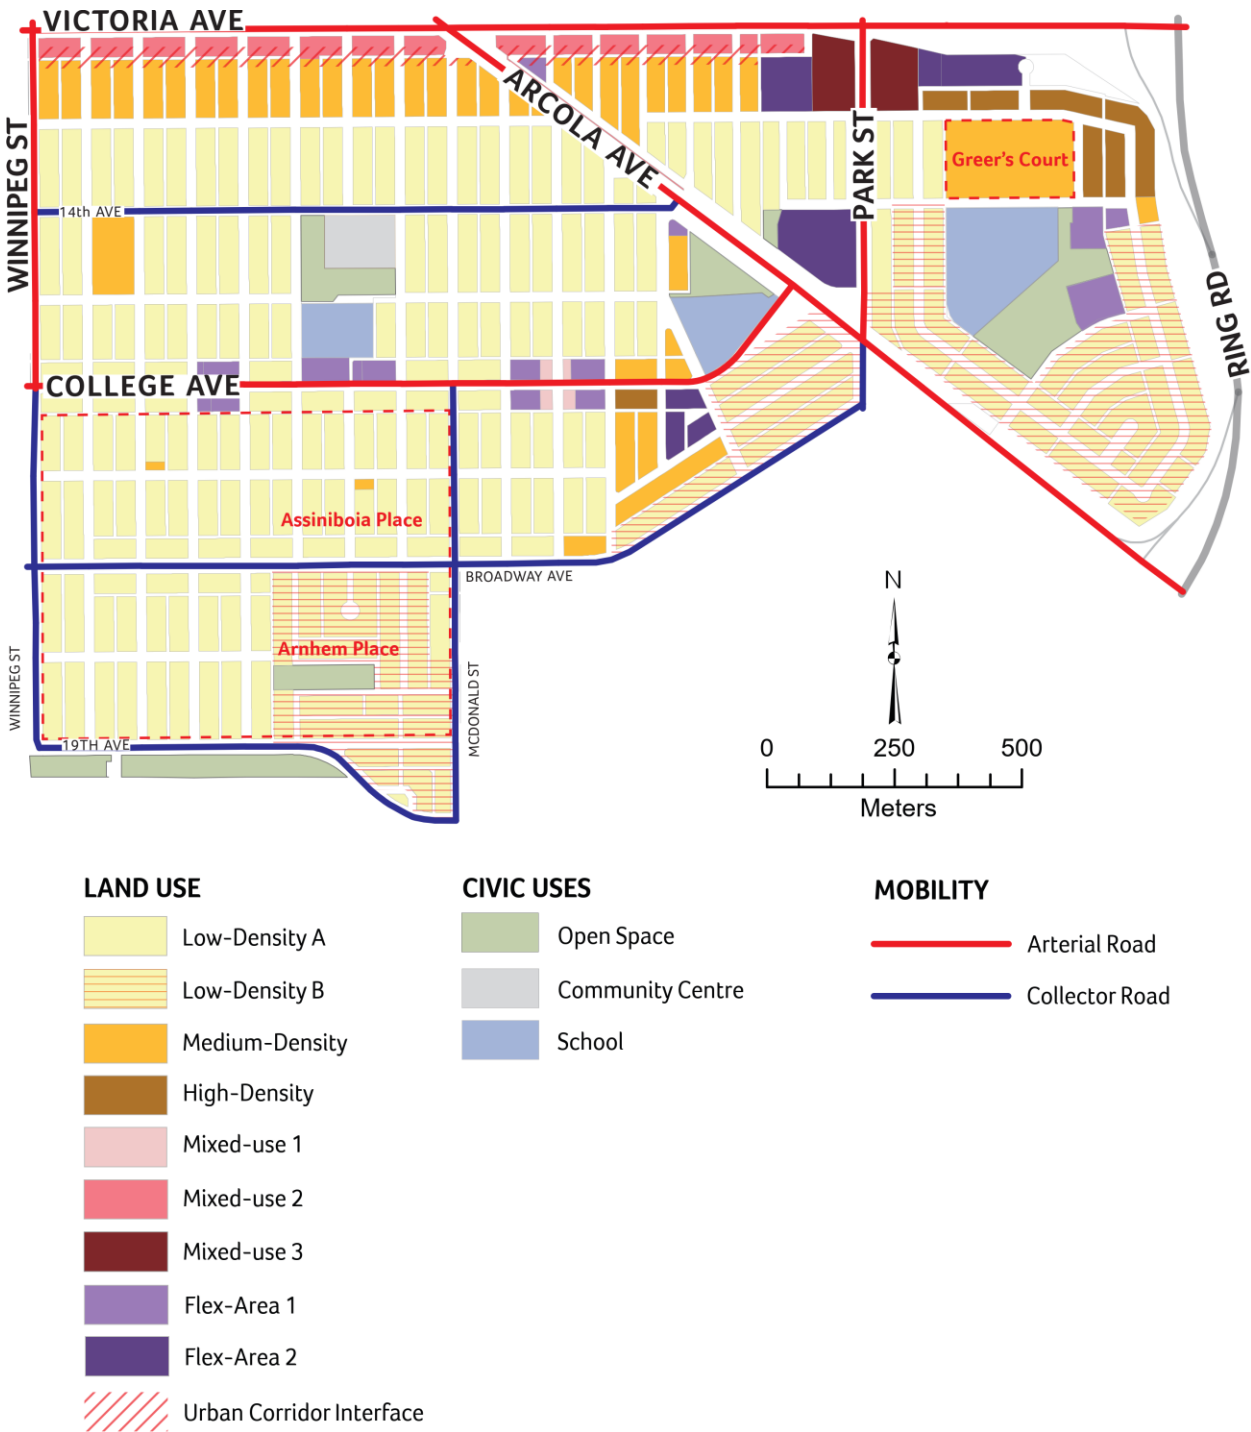 VICTORIA AVE
ARCOLA AVE
WINNIPEG ST
PARK ST
Greer's Court
14th AVE
RING RD
COLLEGE AVE
Assiniboia Place
BROADWAY AVE
N
Arnhem Place
WINNIPEG ST
MCDONALD ST
19TH AVE
0 250 500
Meters
LAND USE
Low-Density A
Low-Density B
Medium-Density
High-Density
Mixed-use 1
Mixed-use 2
Mixed-use 3
Flex-Area 1
Flex-Area 2
Urban Corridor Interface
CIVIC USES
Open Space
Community Centre
School
MOBILITY
Arterial Road
Collector Road